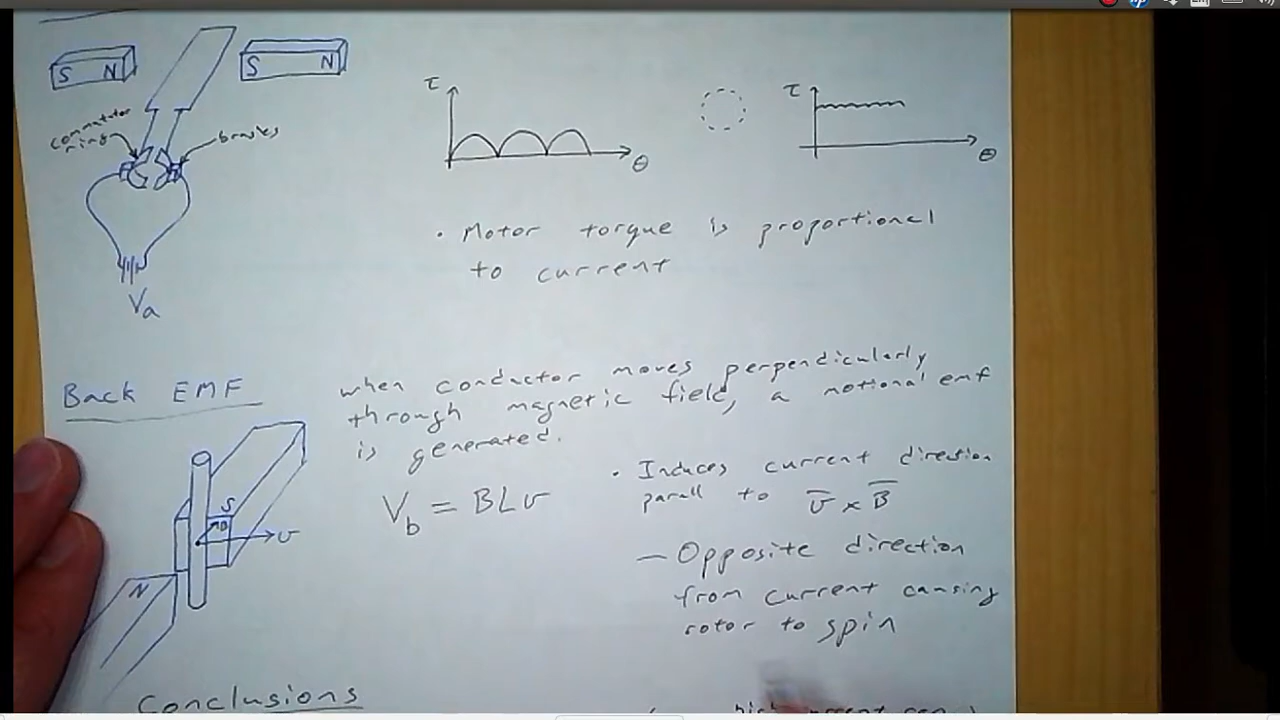 S N
S N
commutator
ring
brushes
Va
τ
θ
τ
θ
• Motor torque is proportional
to current
Back EMF
when conductor moves perpendicularly
through magnetic field, a motional emf
is generated.
Vb = BLv
• Induces current direction
parall to v̄ × B̄
– Opposite direction
from current causing
rotor to spin
S
B
v
N
Conclusions
high current